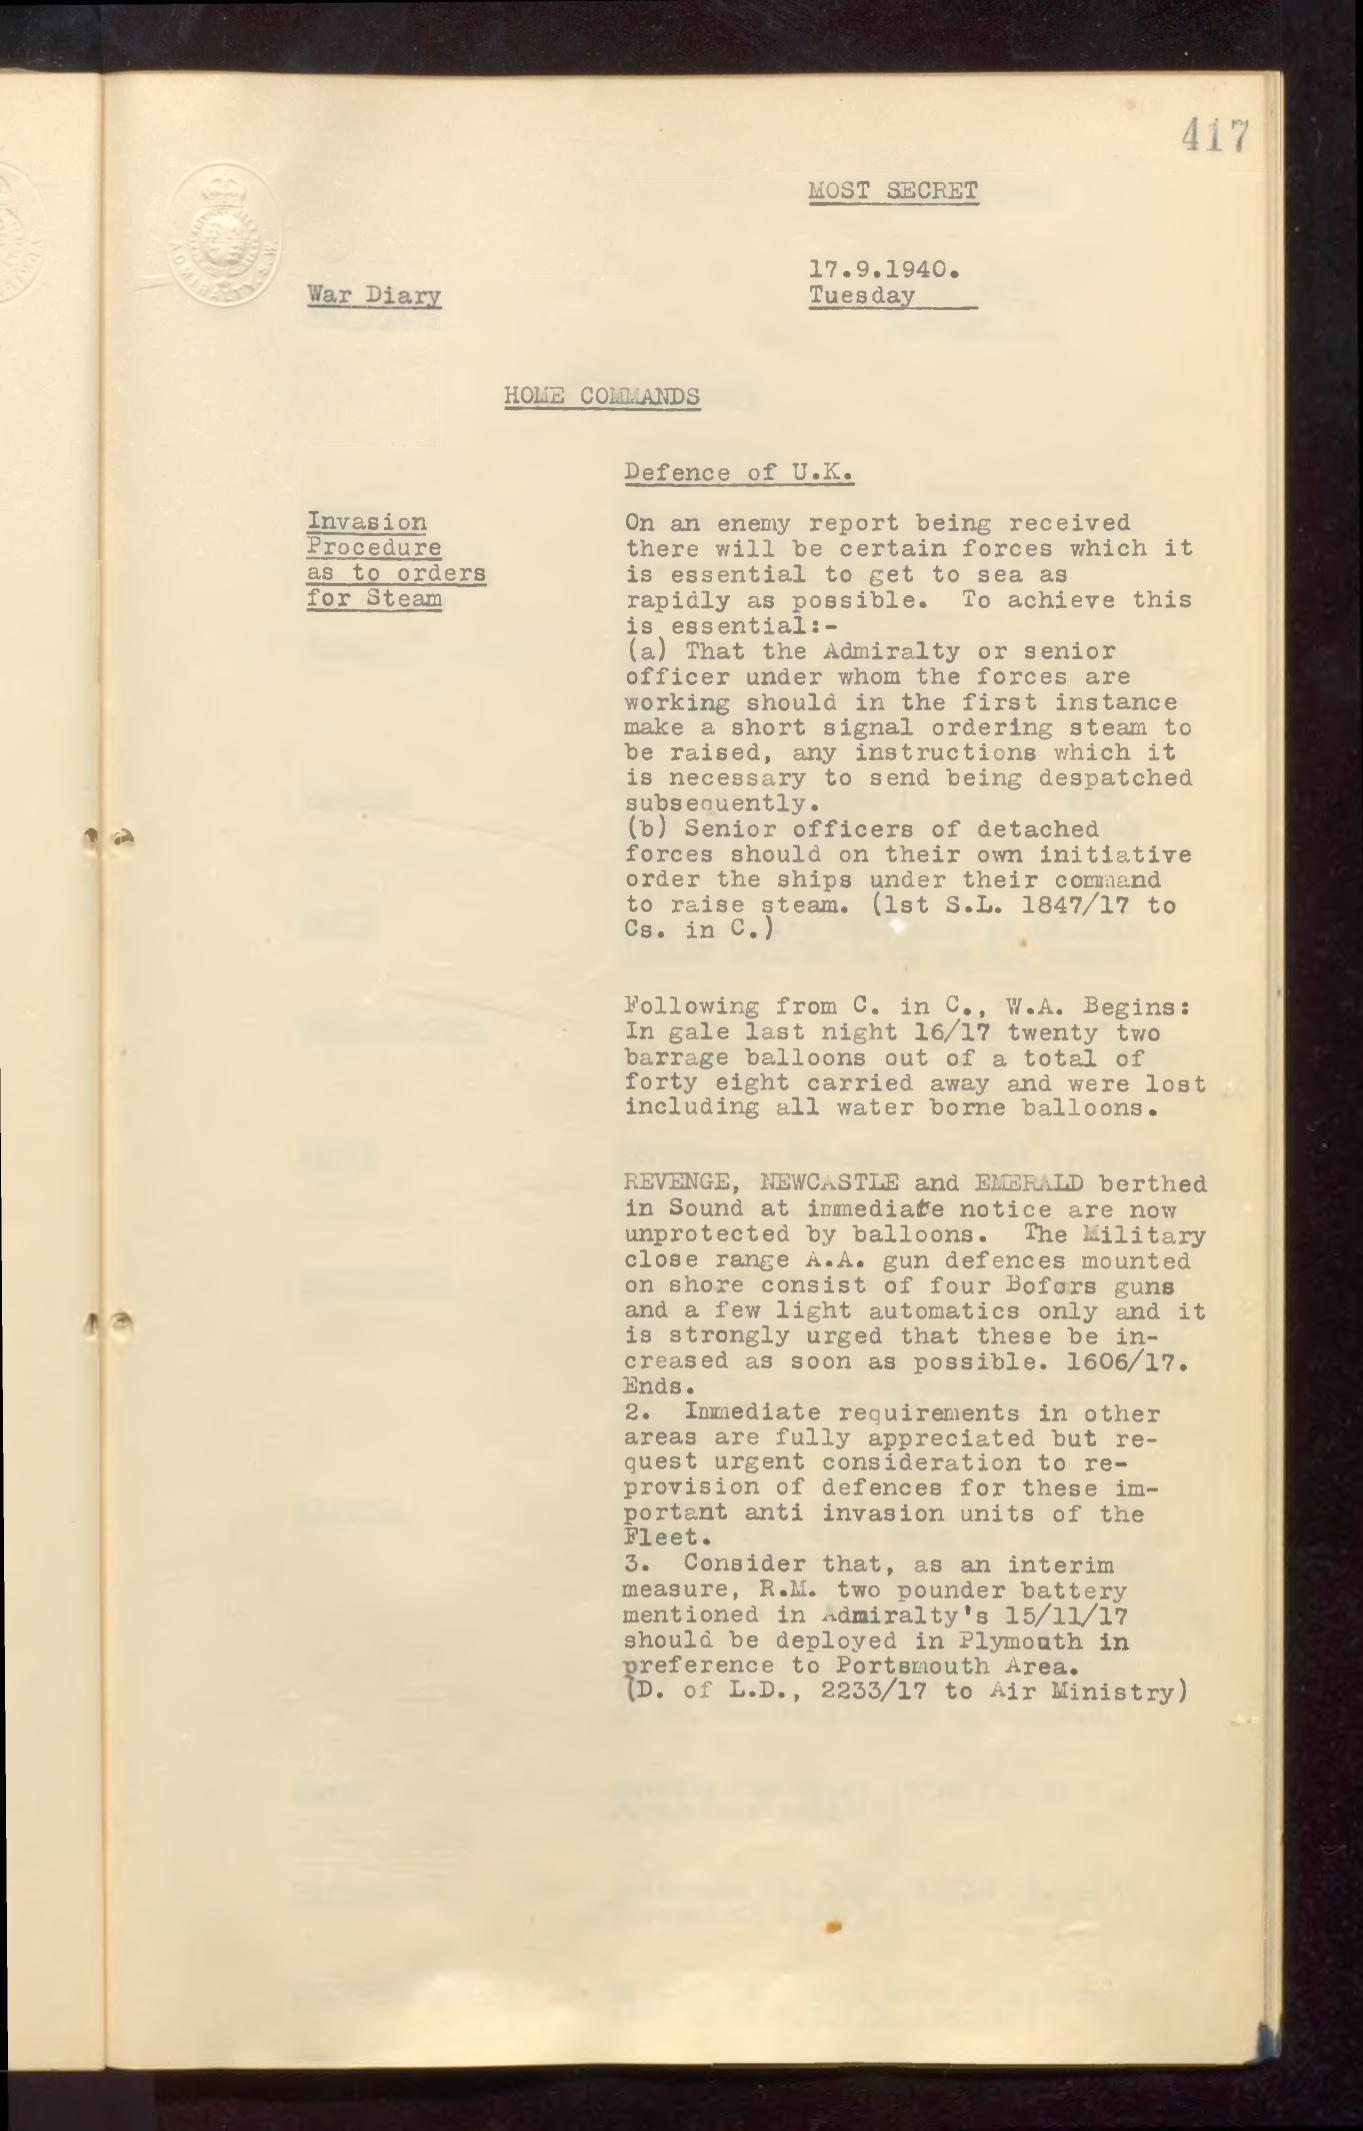 417
MOST SECRET
17.9.1940.
Tuesday
ADMIRALTY.S.W.
War Diary
HOME COMMANDS
Defence of U.K.
Invasion
Procedure
as to orders
for Steam
On an enemy report being received
there will be certain forces which it
is essential to get to sea as
rapidly as possible. To achieve this
is essential:-
(a) That the Admiralty or senior
officer under whom the forces are
working should in the first instance
make a short signal ordering steam to
be raised, any instructions which it
is necessary to send being despatched
subsequently.
(b) Senior officers of detached
forces should on their own initiative
order the ships under their command
to raise steam. (1st S.L. 1847/17 to
Cs. in C.)
Following from C. in C., W.A. Begins:
In gale last night 16/17 twenty two
barrage balloons out of a total of
forty eight carried away and were lost
including all water borne balloons.
REVENGE, NEWCASTLE and EMERALD berthed
in Sound at immediate notice are now
unprotected by balloons. The Military
close range A.A. gun defences mounted
on shore consist of four Bofors guns
and a few light automatics only and it
is strongly urged that these be in-
creased as soon as possible. 1606/17.
Ends.
2. Immediate requirements in other
areas are fully appreciated but re-
quest urgent consideration to re-
provision of defences for these im-
portant anti invasion units of the
Fleet.
3. Consider that, as an interim
measure, R.M. two pounder battery
mentioned in Admiralty's 15/11/17
should be deployed in Plymouth in
preference to Portsmouth Area.
(D. of L.D., 2233/17 to Air Ministry)